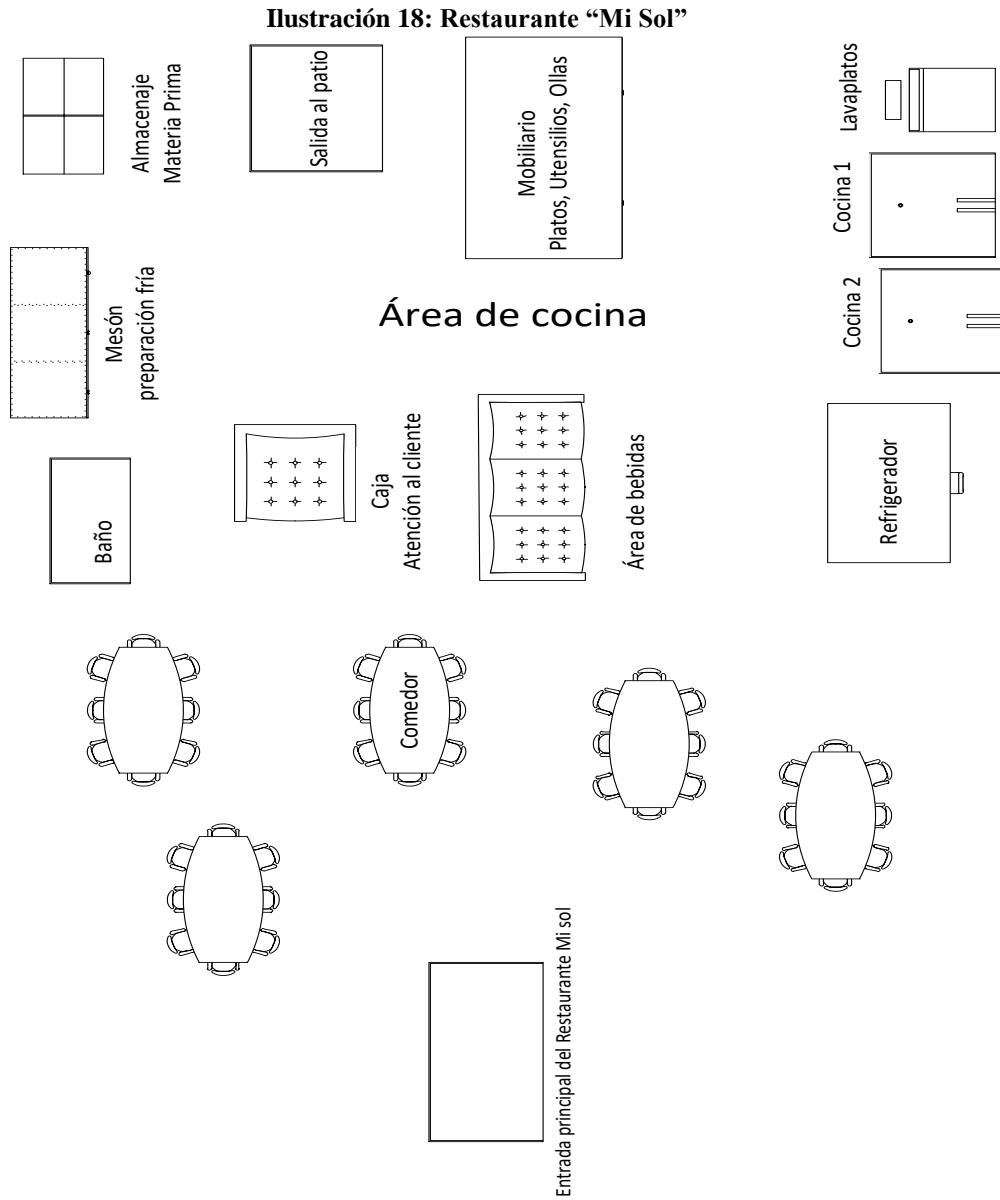 Ilustración 18: Restaurante “Mi Sol”
Almacenaje
Materia Prima
Salida al patio
Mobiliario
Platos, Utensilios, Ollas
Lavaplatos
Cocina 1
Cocina 2
Mesón
preparación fría
Área de cocina
Baño
Caja
Atención al cliente
Área de bebidas
Refrigerador
Comedor
Entrada principal del Restaurante Mi sol